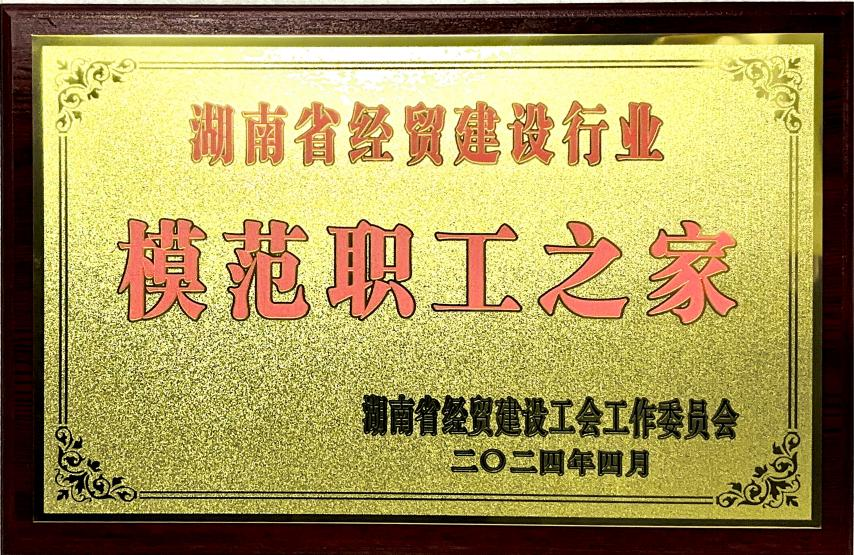 湖南省经贸建设行业
模范职工之家
湖南省经贸建设工会工作委员会
二〇二四年四月